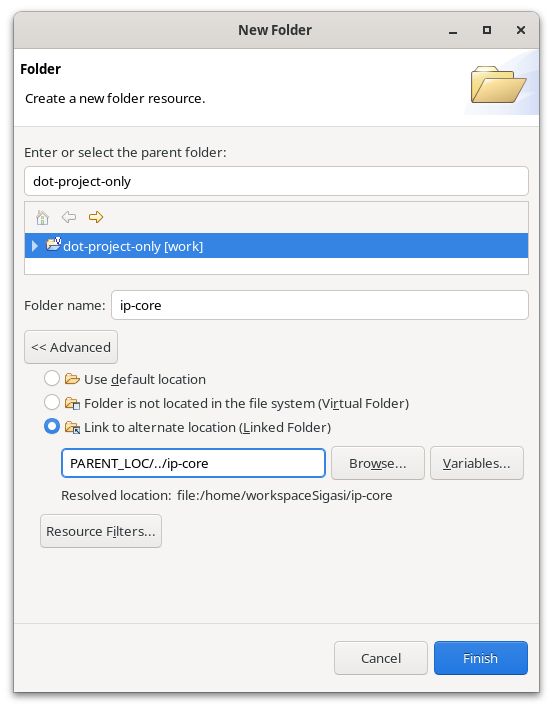 New Folder
Folder
Create a new folder resource.
Enter or select the parent folder:
dot-project-only
dot-project-only [work]
Folder name: ip-core
<< Advanced
Use default location
Folder is not located in the file system (Virtual Folder)
Link to alternate location (Linked Folder)
PARENT_LOC/../ip-core Browse... Variables...
Resolved location: file:/home/workspaceSigasi/ip-core
Resource Filters...
Cancel Finish